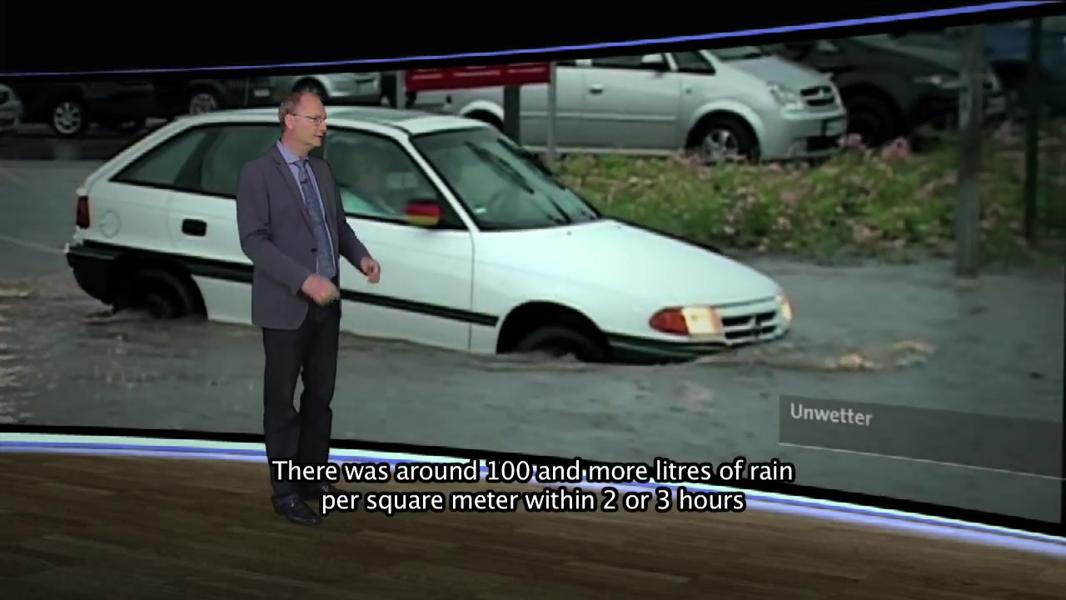 Unwetter
There was around 100 and more litres of rain
per square meter within 2 or 3 hours